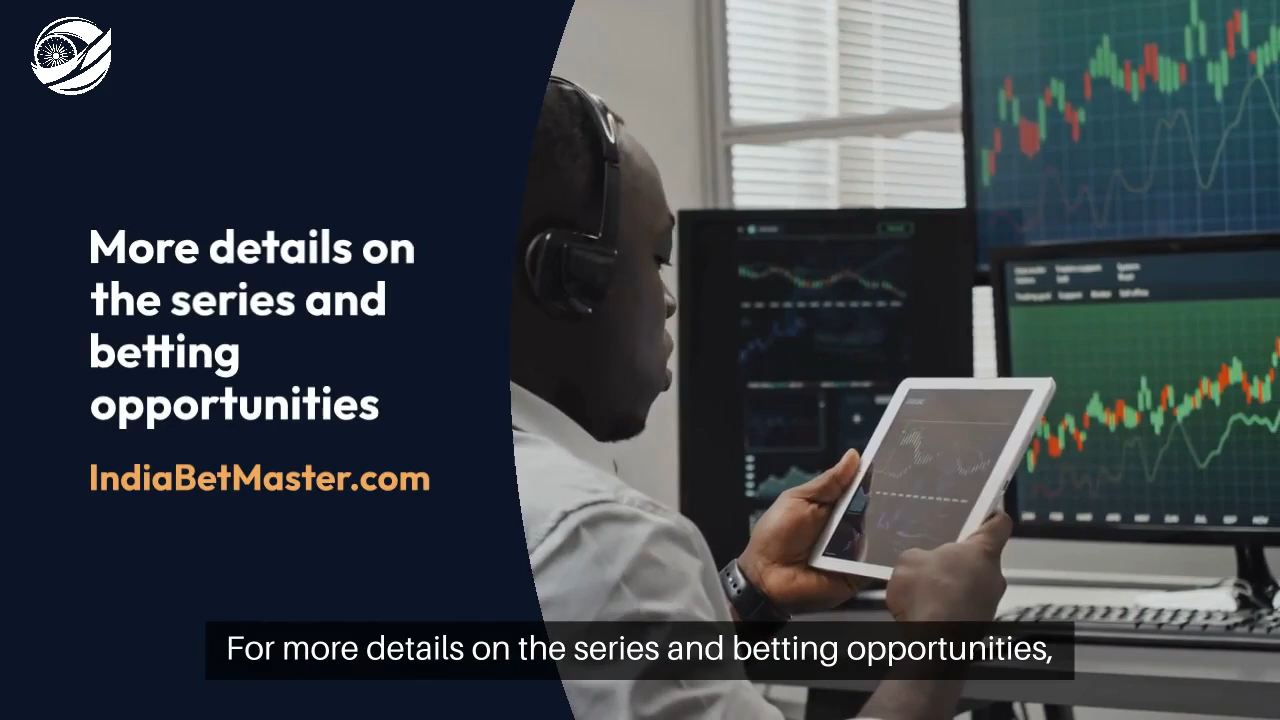 More details on
the series and
betting
opportunities
IndiaBetMaster.com
For more details on the series and betting opportunities,